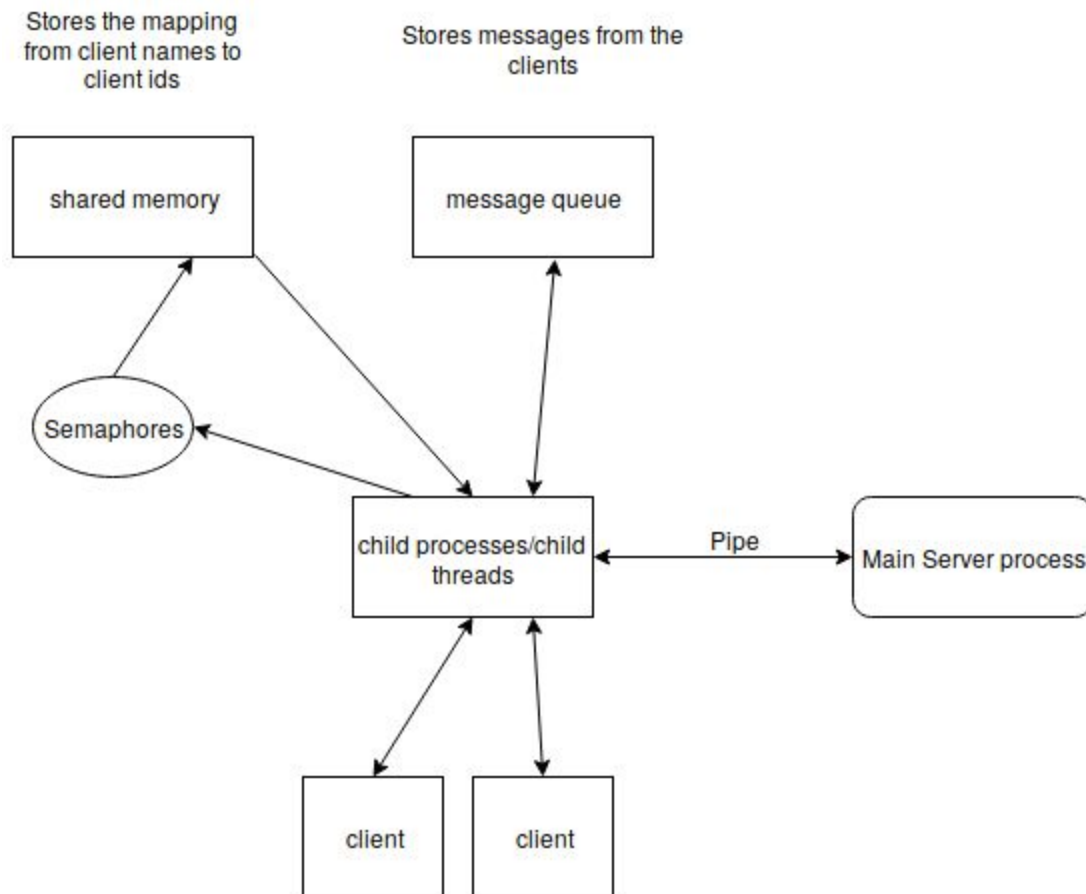 Stores the mapping
from client names to
client ids
Stores messages from the
clients
shared memory
message queue
Semaphores
child processes/child
threads
Pipe
Main Server process
client
client